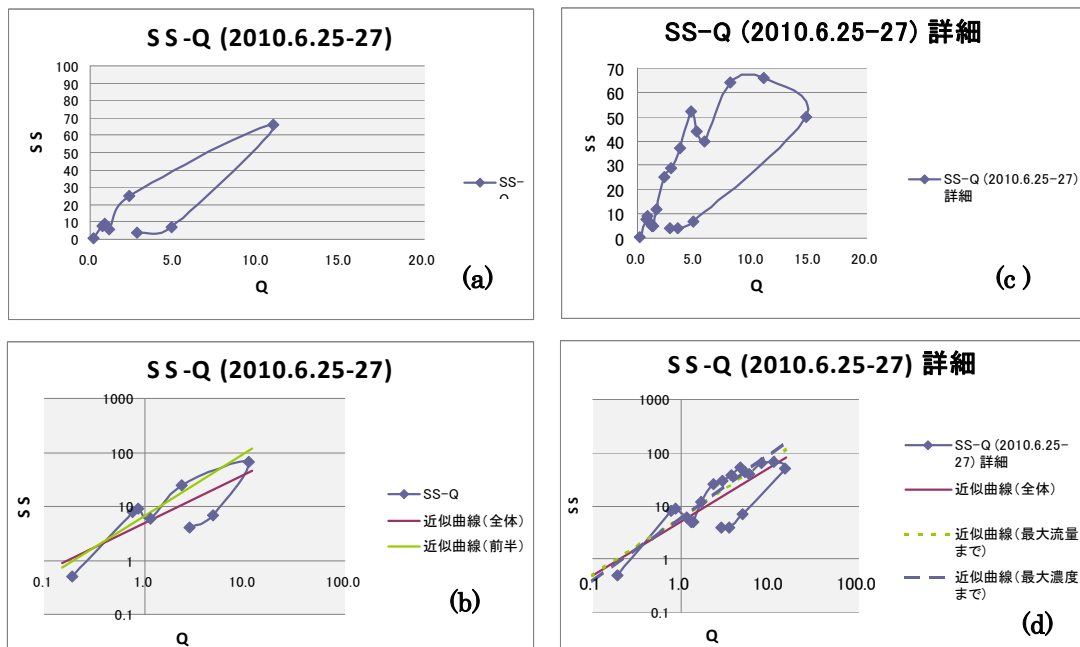 SS-Q (2010.6.25-27)
100
90
80
70
60
50
40
30
20
10
0
SS
0.0 5.0 10.0 15.0 20.0
Q
SS-
(a)
SS-Q (2010.6.25-27) 詳細
70
60
50
40
30
20
10
0
SS
0.0 5.0 10.0 15.0 20.0
Q
SS-Q (2010.6.25-27)
詳細
(c)
SS-Q (2010.6.25-27)
1000
100
10
1
0.1
SS
0.1 1.0 10.0 100.0
Q
SS-Q
近似曲線(全体)
近似曲線(前半)
(b)
SS-Q (2010.6.25-27) 詳細
1000
100
10
1
0.1
SS
0.1 1.0 10.0 100.0
Q
SS-Q (2010.6.25-
27) 詳細
近似曲線(全体)
近似曲線(最大流量
まで)
近似曲線(最大濃度
まで)
(d)